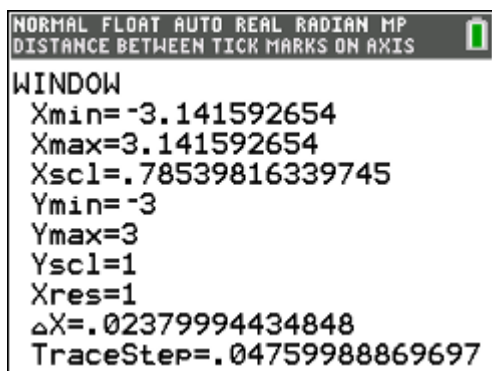 NORMAL FLOAT AUTO REAL RADIAN MP
DISTANCE BETWEEN TICK MARKS ON AXIS
WINDOW
Xmin=-3.141592654
Xmax=3.141592654
Xscl=.78539816339745
Ymin=-3
Ymax=3
Yscl=1
Xres=1
△X=.02379994434848
TraceStep=.04759988869697